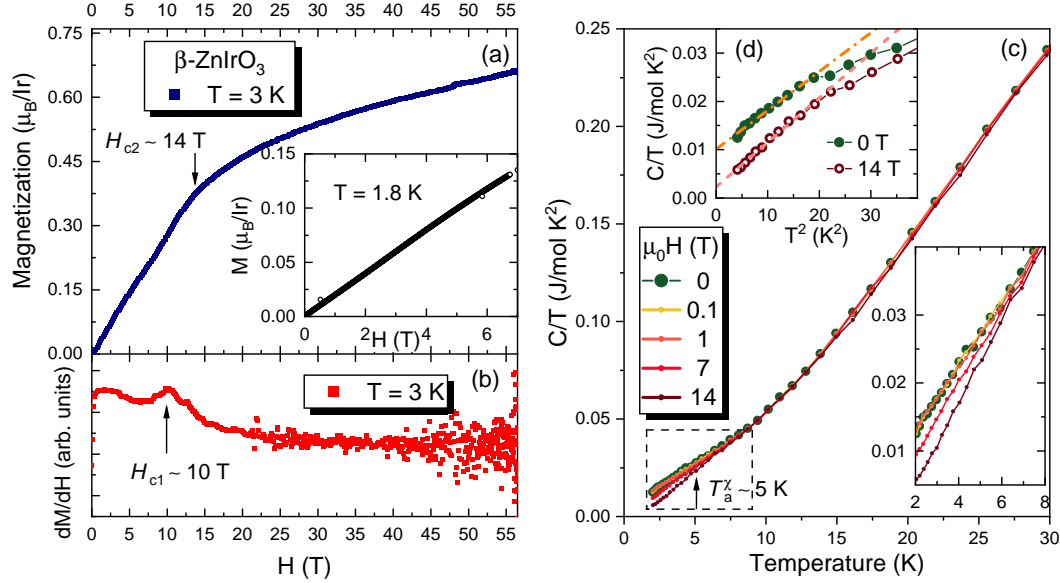 0 5 10 15 20 25 30 35 40 45 50 55
(a)
β-ZnIrO3
T = 3 K
Hc2 ~ 14 T
Magnetization (μB/Ir)
0.60
0.45
0.30
0.15
0.00
T = 1.8 K
M (μB/Ir)
0.15
0.10
0.05
0.00
2 4 6
H (T)
(b)
T = 3 K
Hc1 ~ 10 T
dM/dH (arb. units)
0 5 10 15 20 25 30 35 40 45 50 55
H (T)
(c)
C/T (J/mol K2)
0.25
0.20
0.15
0.10
0.05
0.00
(d)
C/T (J/mol K2)
0.03
0.02
0.01
0.00
0 T
14 T
0 10 20 30
T2 (K2)
μ0H (T)
0
0.1
1
7
14
0.03
0.02
0.01
2 4 6 8
Taχ ~ 5 K
0 5 10 15 20 25 30
Temperature (K)